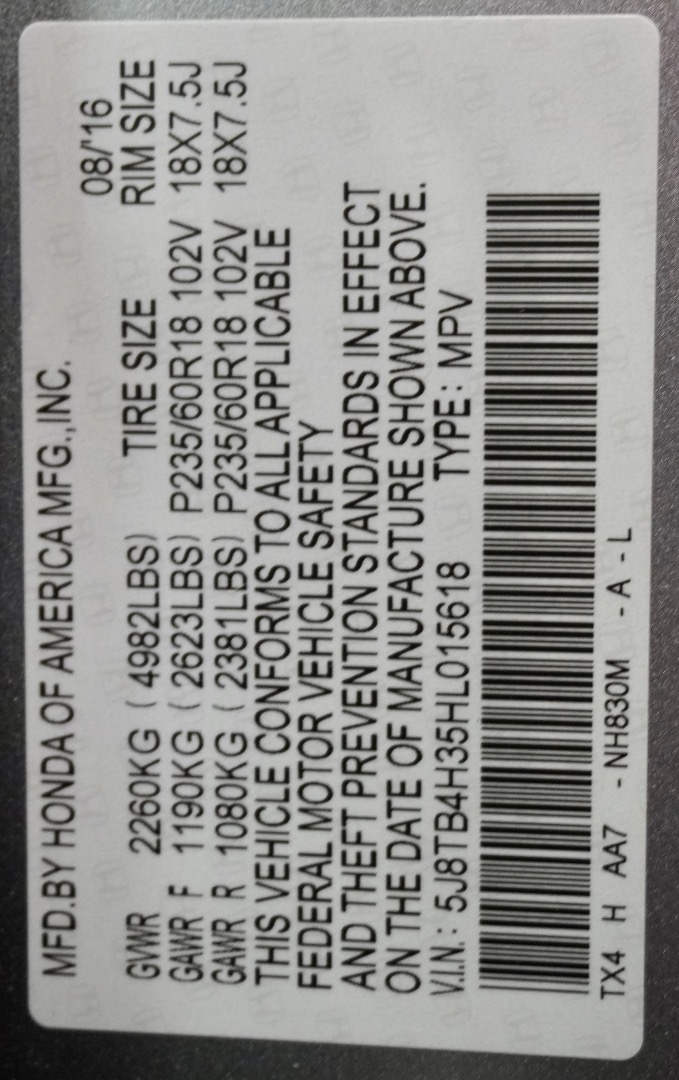 MFD.BY HONDA OF AMERICA MFG.,INC.
08/'16
GVWR 2260KG ( 4982LBS) TIRE SIZE RIM SIZE
GAWR F 1190KG ( 2623LBS) P235/60R18 102V 18X7.5J
GAWR R 1080KG ( 2381LBS) P235/60R18 102V 18X7.5J
THIS VEHICLE CONFORMS TO ALL APPLICABLE
FEDERAL MOTOR VEHICLE SAFETY
AND THEFT PREVENTION STANDARDS IN EFFECT
ON THE DATE OF MANUFACTURE SHOWN ABOVE.
V.I.N.: 5J8TB4H35HL015618 TYPE: MPV
TX4 H AA7 - NH830M - A - L